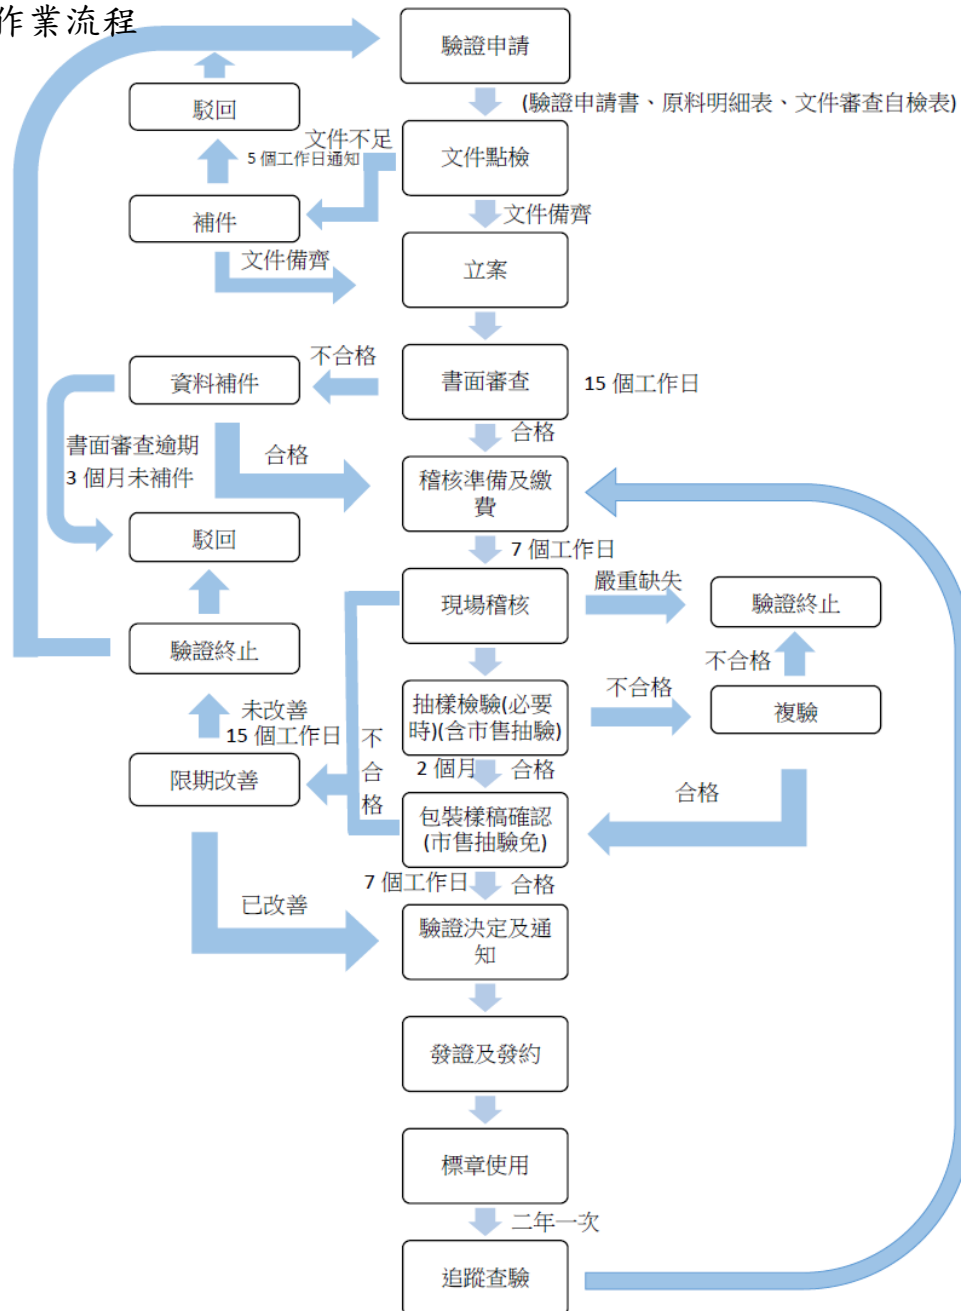 作業流程
驗證申請
(驗證申請書、原料明細表、文件審查自檢表)
駁回
文件不足
5 個工作日通知
文件點檢
補件
文件備齊
文件備齊
立案
不合格
資料補件
書面審查
15 個工作日
合格
書面審查逾期
3 個月未補件
合格
稽核準備及繳
費
駁回
7 個工作日
嚴重缺失
現場稽核
驗證終止
驗證終止
不合格
不合格
抽樣檢驗(必要
時)(含市售抽驗)
複驗
未改善
15 個工作日
不
合
格
2 個月
合格
限期改善
合格
包裝樣稿確認
(市售抽驗免)
7 個工作日
合格
已改善
驗證決定及通
知
發證及發約
標章使用
二年一次
追蹤查驗